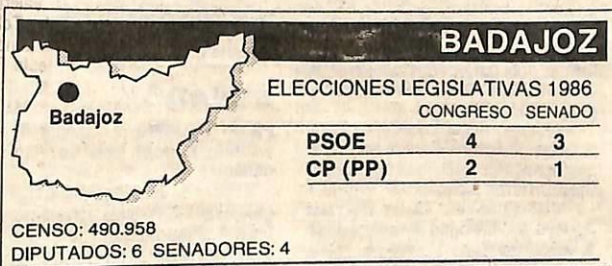 BADAJOZ
Badajoz
ELECCIONES LEGISLATIVAS 1986
CONGRESO SENADO
PSOE 4 3
CP (PP) 2 1
CENSO: 490.958
DIPUTADOS: 6 SENADORES: 4